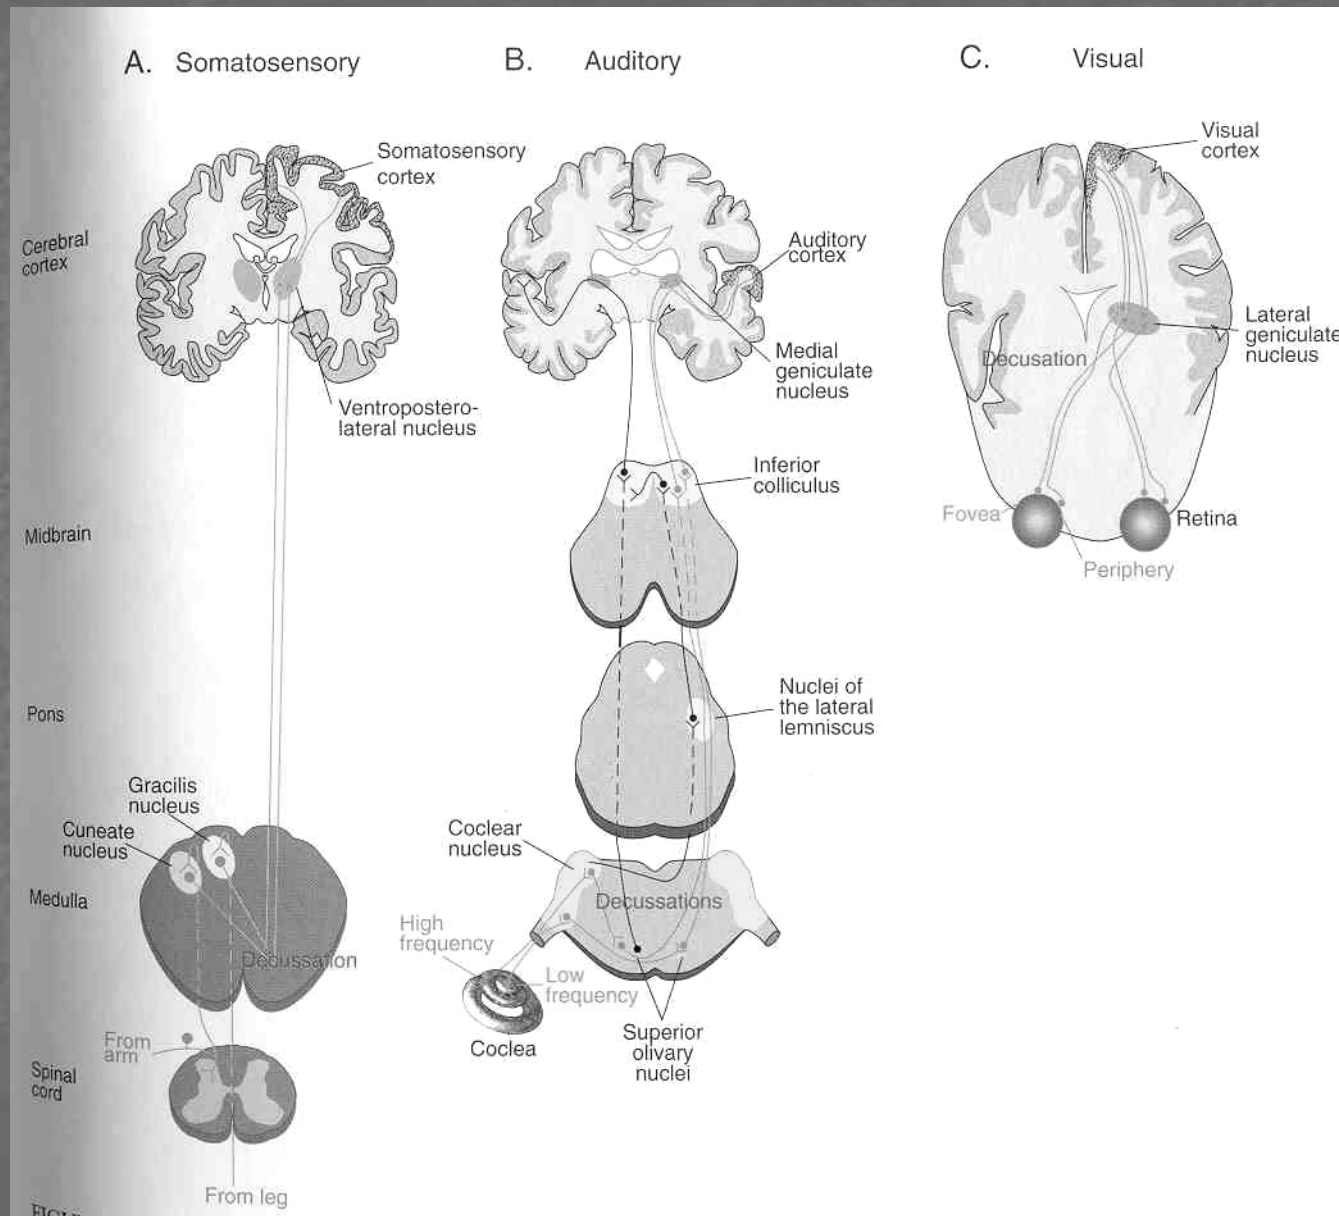 A. Somatosensory
B. Auditory
C. Visual
Somatosensory
cortex
Ventropostero-
lateral nucleus
Cerebral
cortex
Midbrain
Pons
Medulla
Spinal
cord
Gracilis
nucleus
Cuneate
nucleus
Decussation
From
arm
From leg
Auditory
cortex
Medial
geniculate
nucleus
Inferior
colliculus
Nuclei of
the lateral
lemniscus
Coclear
nucleus
Decussations
High
frequency
Low
frequency
Coclea
Superior
olivary
nuclei
Visual
cortex
Lateral
geniculate
nucleus
Decusation
Fovea
Retina
Periphery